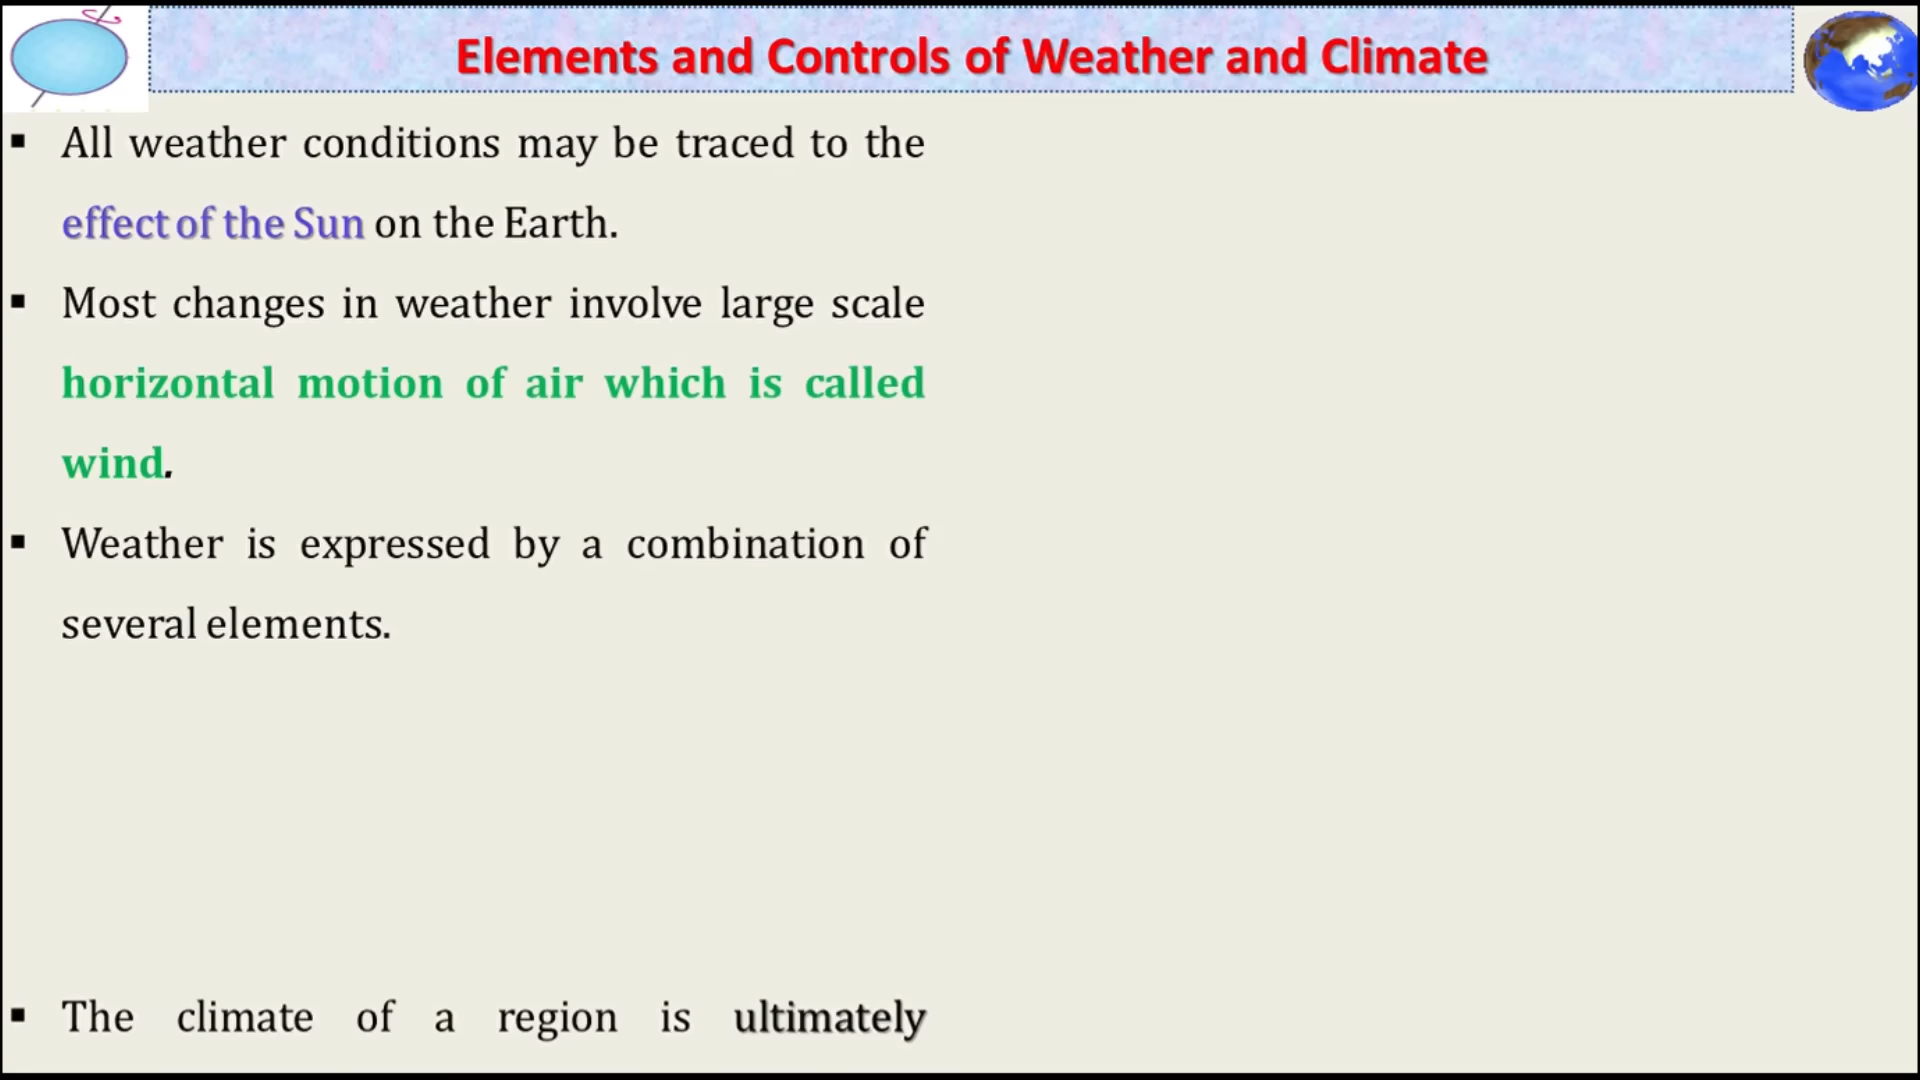 Elements and Controls of Weather and Climate
▪ All weather conditions may be traced to the
effect of the Sun on the Earth.
▪ Most changes in weather involve large scale
horizontal motion of air which is called
wind.
▪ Weather is expressed by a combination of
several elements.
▪ The climate of a region is ultimately